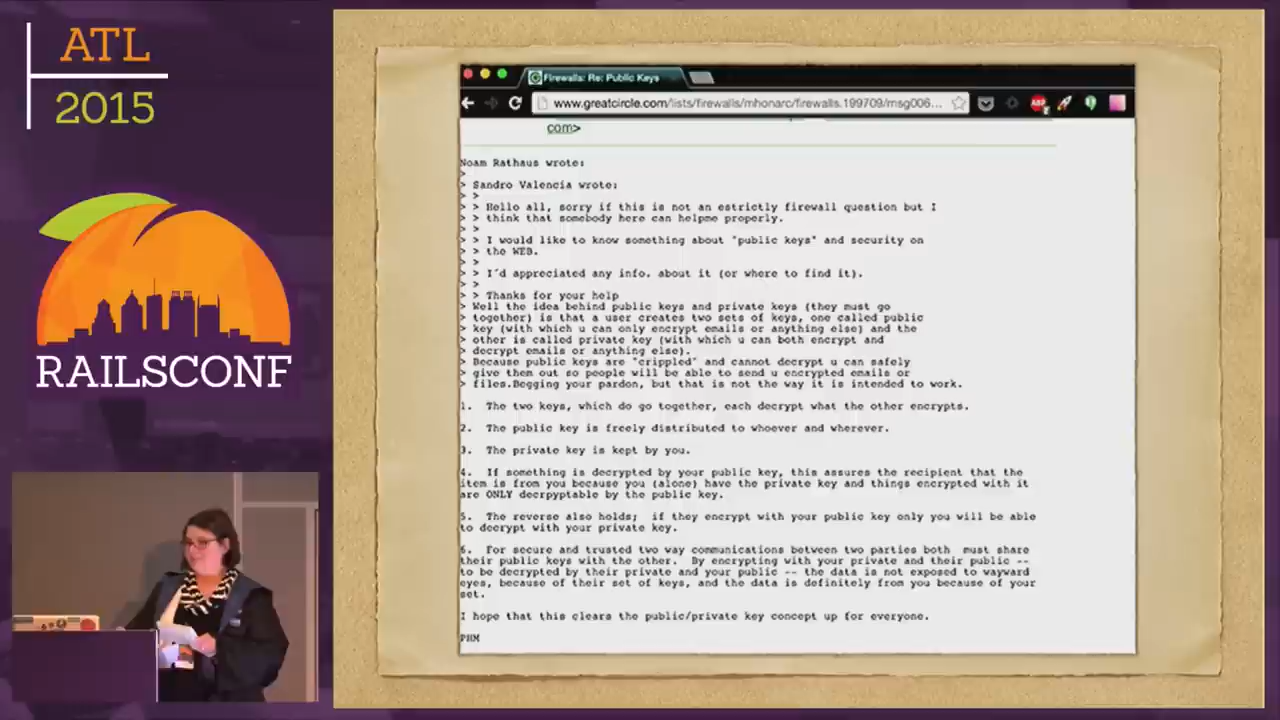 ATL
2015
RAILSCONF
Firewalls: Re: Public Keys
www.greatcircle.com/lists/firewalls/mhonarc/firewalls.199709/msg006...
ABP
com>
Noam Rathaus wrote:
>
> Sandro Valencia wrote:
> >
> > Hello all, sorry if this is not an estrictly firewall question but I
> > think that somebody here can helpme properly.
> >
> > I would like to know something about "public keys" and security on
> > the WEB.
> >
> > I'd appreciated any info. about it (or where to find it).
> >
> > Thanks for your help
> Well the idea behind public keys and private keys (they must go
> together) is that a user creates two sets of keys, one called public
> key (with which u can only encrypt emails or anything else) and the
> other is called private key (with which u can both encrypt and
> decrypt emails or anything else).
> Because public keys are "crippled" and cannot decrypt u can safely
> give them out so people will be able to send u encrypted emails or
> files.Begging your pardon, but that is not the way it is intended to work.
1. The two keys, which do go together, each decrypt what the other encrypts.
2. The public key is freely distributed to whoever and wherever.
3. The private key is kept by you.
4. If something is decrypted by your public key, this assures the recipient that the
item is from you because you (alone) have the private key and things encrypted with it
are ONLY decrpyptable by the public key.
5. The reverse also holds; if they encrypt with your public key only you will be able
to decrypt with your private key.
6. For secure and trusted two way communications between two parties both must share
their public keys with the other. By encrypting with your private and their public --
to be decrypted by their private and your public -- the data is not exposed to wayward
eyes, because of their set of keys, and the data is definitely from you because of your
set.
I hope that this clears the public/private key concept up for everyone.
PHM